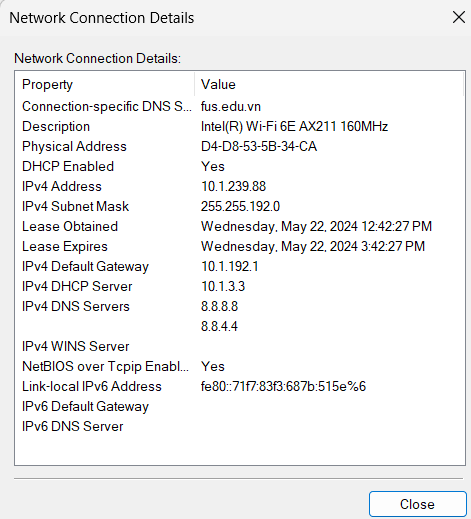 Network Connection Details
Network Connection Details:
Property Value
Connection-specific DNS S... fus.edu.vn
Description Intel(R) Wi-Fi 6E AX211 160MHz
Physical Address D4-D8-53-5B-34-CA
DHCP Enabled Yes
IPv4 Address 10.1.239.88
IPv4 Subnet Mask 255.255.192.0
Lease Obtained Wednesday, May 22, 2024 12:42:27 PM
Lease Expires Wednesday, May 22, 2024 3:42:27 PM
IPv4 Default Gateway 10.1.192.1
IPv4 DHCP Server 10.1.3.3
IPv4 DNS Servers 8.8.8.8
8.8.4.4
IPv4 WINS Server
NetBIOS over Tcpip Enabl... Yes
Link-local IPv6 Address fe80::71f7:83f3:687b:515e%6
IPv6 Default Gateway
IPv6 DNS Server
Close